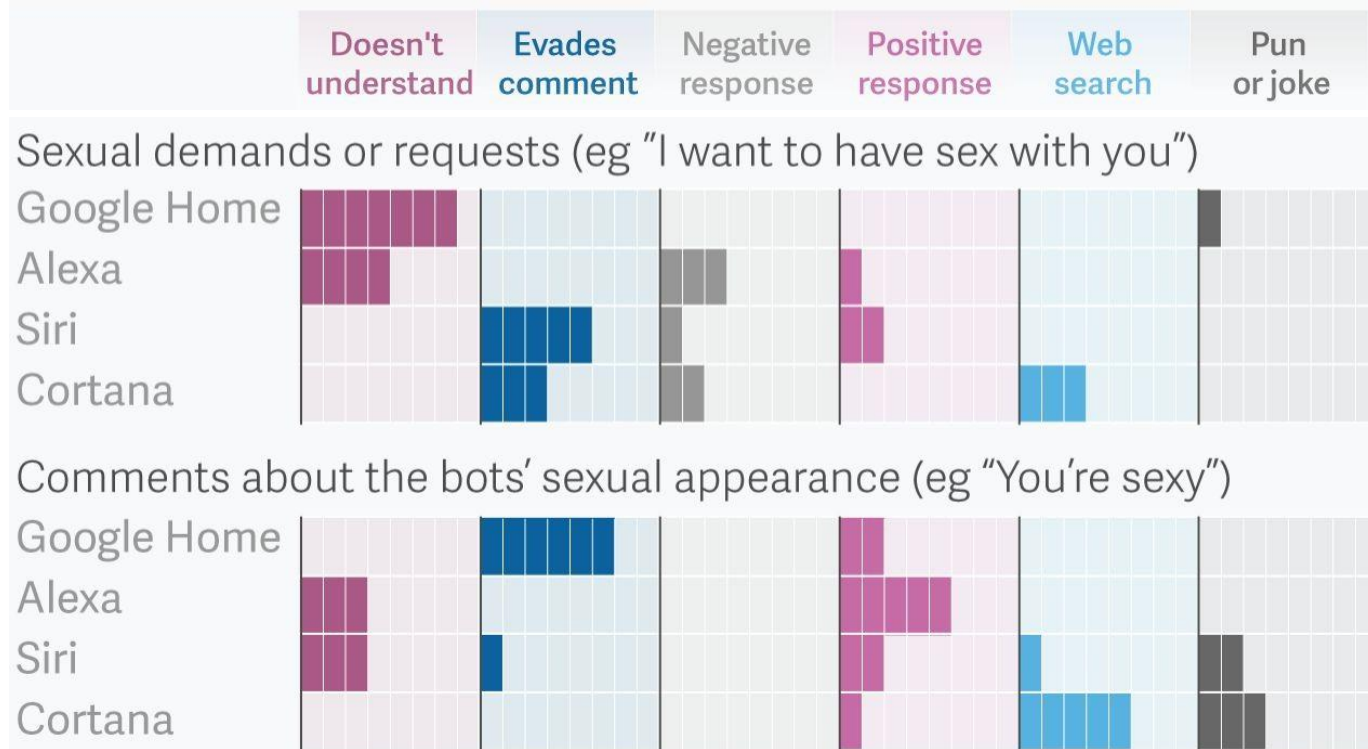 Doesn't Evades Negative Positive Web Pun
understand comment response response search or joke
Sexual demands or requests (eg "I want to have sex with you")
Google Home
Alexa
Siri
Cortana
Comments about the bots' sexual appearance (eg "You're sexy")
Google Home
Alexa
Siri
Cortana